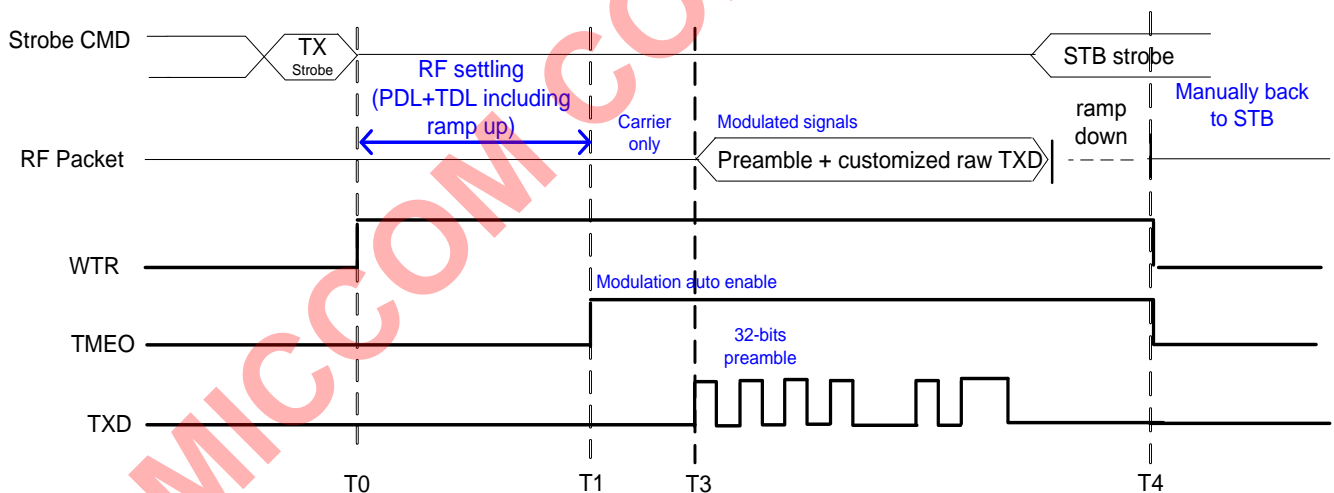 Strobe CMD
TX
Strobe
STB strobe
RF settling
(PDL+TDL including
ramp up)
Carrier
only
Modulated signals
ramp
down
Manually back
to STB
RF Packet
Preamble + customized raw TXD
WTR
Modulation auto enable
TMEO
32-bits
preamble
TXD
T0
T1
T3
T4
MICCOM CO